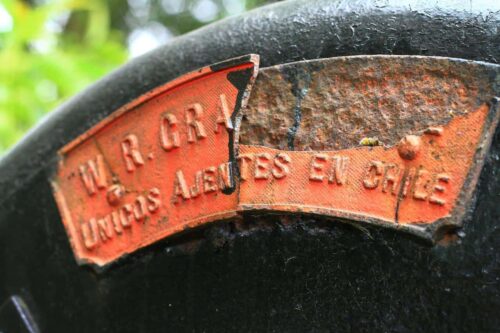 W. R. GRA
UNICOS AJENTES EN CHILE